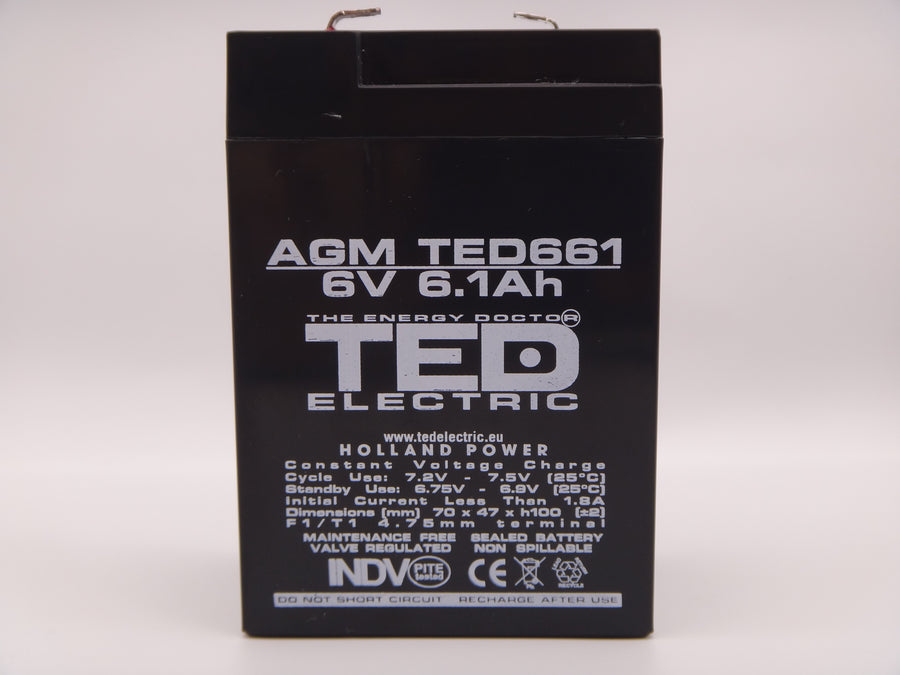 AGM TED661
6V 6.1Ah
THE ENERGY DOCTOR
TED
ELECTRIC
www.tedelectric.eu
HOLLAND POWER
Constant Voltage Charge
Cycle Use: 7.2V - 7.5V (25°C)
Standby Use: 6.75V - 6.9V (25°C)
Initial Current Less Then 1.8A
Dimensions (mm) 70 x 47 x h100 (±2)
F1/T1 4.75mm terminal
MAINTENANCE FREE SEALED BATTERY
VALVE REGULATED NON SPILLABLE
INDV PITE tested CE Pb RECYCLE
DO NOT SHORT CIRCUIT RECHARGE AFTER USE